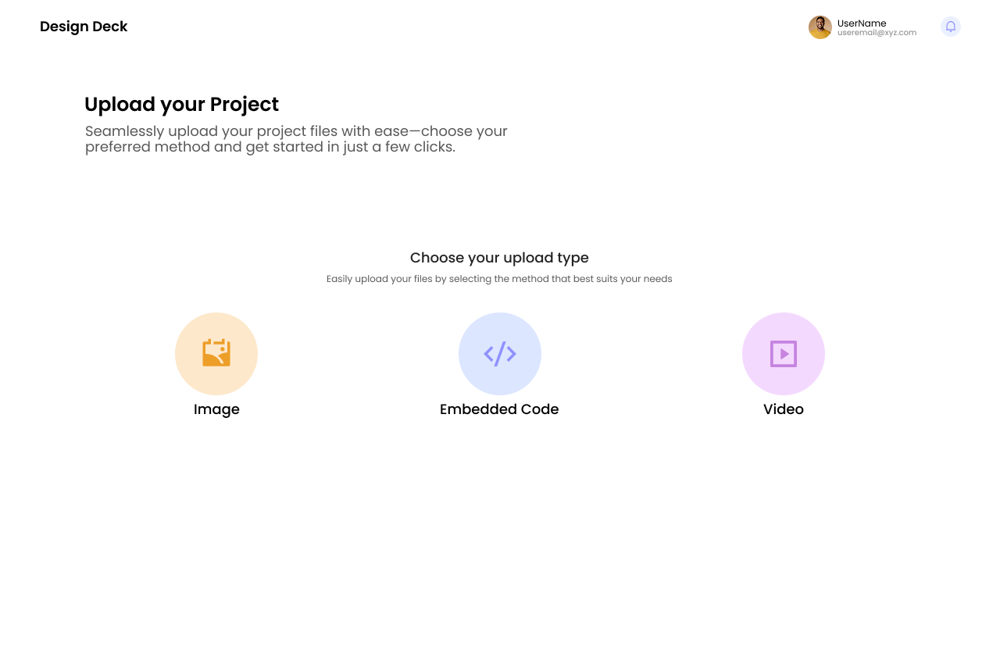 Design Deck
UserName
useremail@xyz.com
Upload your Project
Seamlessly upload your project files with ease—choose your
preferred method and get started in just a few clicks.
Choose your upload type
Easily upload your files by selecting the method that best suits your needs
Image
Embedded Code
Video